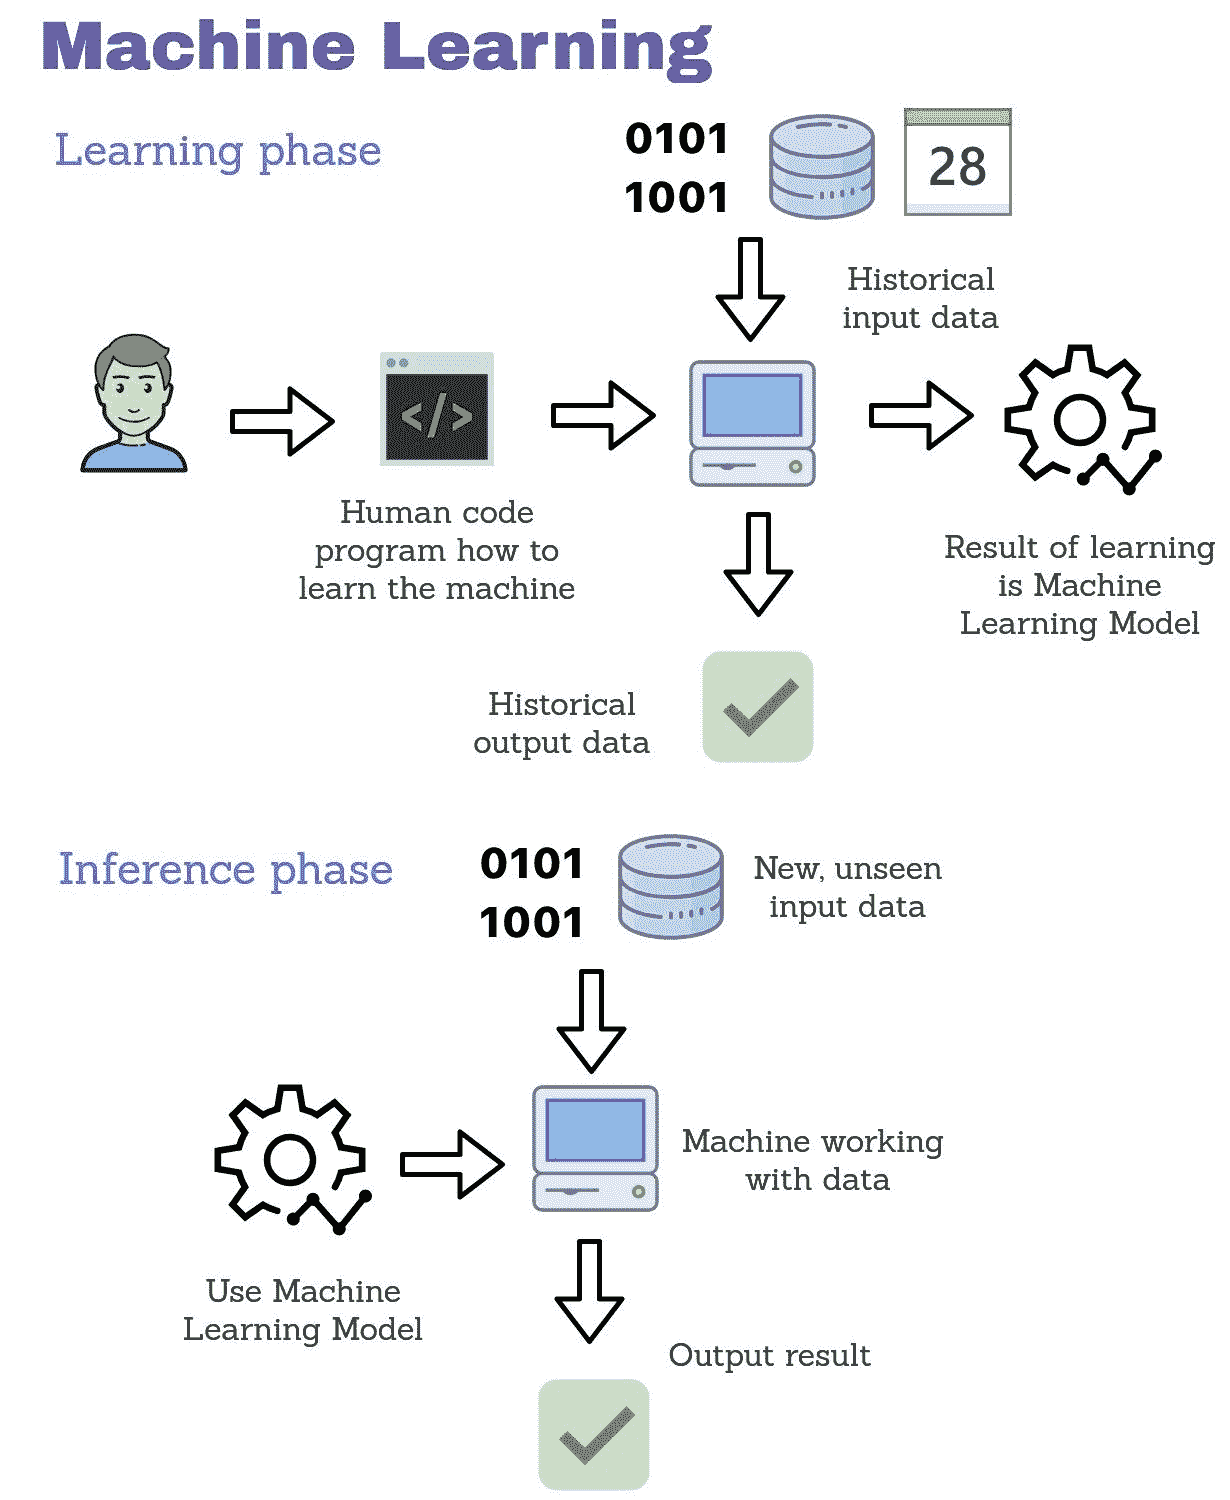 Machine Learning
Learning phase
0101
1001
28
Historical
input data
</>
Human code
program how to
learn the machine
Result of learning
is Machine
Learning Model
Historical
output data
Inference phase
0101
1001
New, unseen
input data
Machine working
with data
Use Machine
Learning Model
Output result